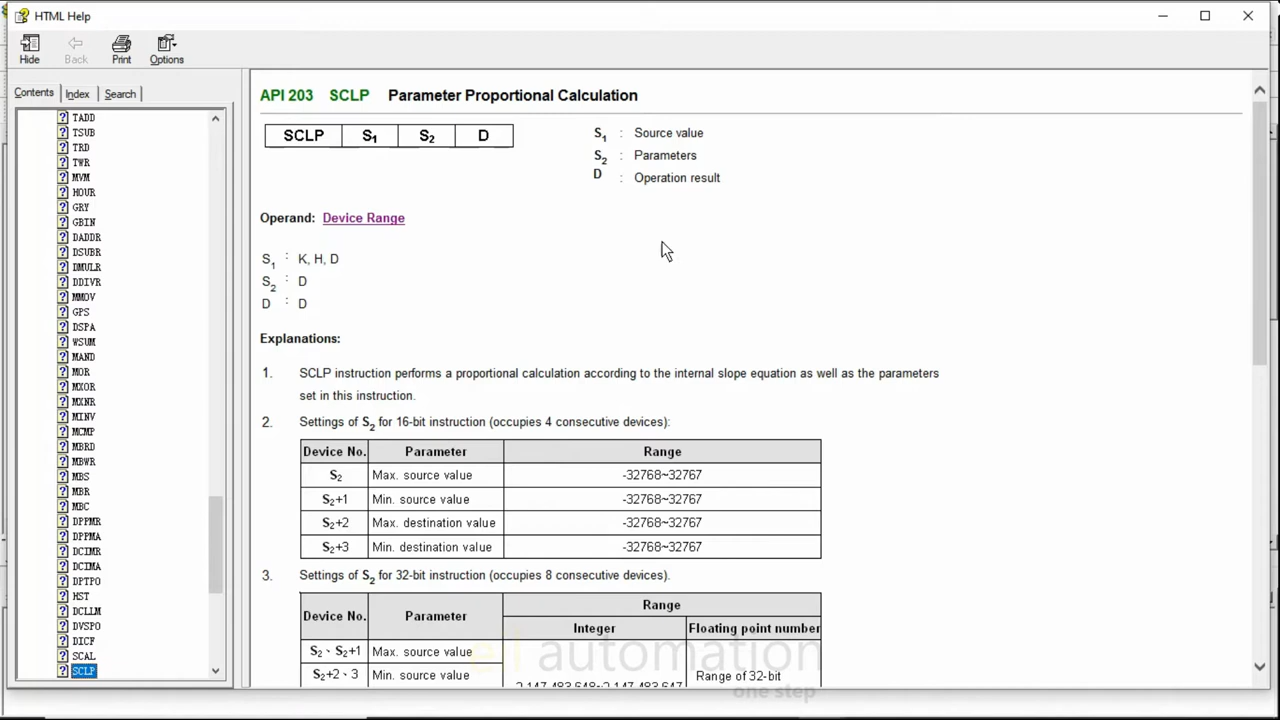 HTML Help
Hide
Back
Print
Options
Contents
Index
Search
TADD
TSUB
TRD
TWR
MVM
HOUR
GRY
GBIN
DADDR
DSUBR
DMULR
DDIVR
MMOV
GPS
DSPA
WSUM
MAND
MOR
MXOR
MXNR
MINV
MCMP
MBRD
MBWR
MBS
MBR
MBC
DPPMR
DPPMA
DCIMR
DCIMA
DPTPO
HST
DCLLM
DVSPO
DICF
SCAL
SCLP
API 203 SCLP Parameter Proportional Calculation
SCLP S1 S2 D
S1 : Source value
S2 : Parameters
D : Operation result
Operand: Device Range
S1 : K, H, D
S2 : D
D : D
Explanations:
1. SCLP instruction performs a proportional calculation according to the internal slope equation as well as the parameters
set in this instruction.
2. Settings of S2 for 16-bit instruction (occupies 4 consecutive devices):
Device No. Parameter Range
S2 Max. source value -32768~32767
S2+1 Min. source value -32768~32767
S2+2 Max. destination value -32768~32767
S2+3 Min. destination value -32768~32767
3. Settings of S2 for 32-bit instruction (occupies 8 consecutive devices).
Device No. Parameter Range
Integer Floating point number
S2、S2+1 Max. source value
S2+2、3 Min. source value
Range of 32-bit
-2,147,483,648~2,147,483,647
automation
one step